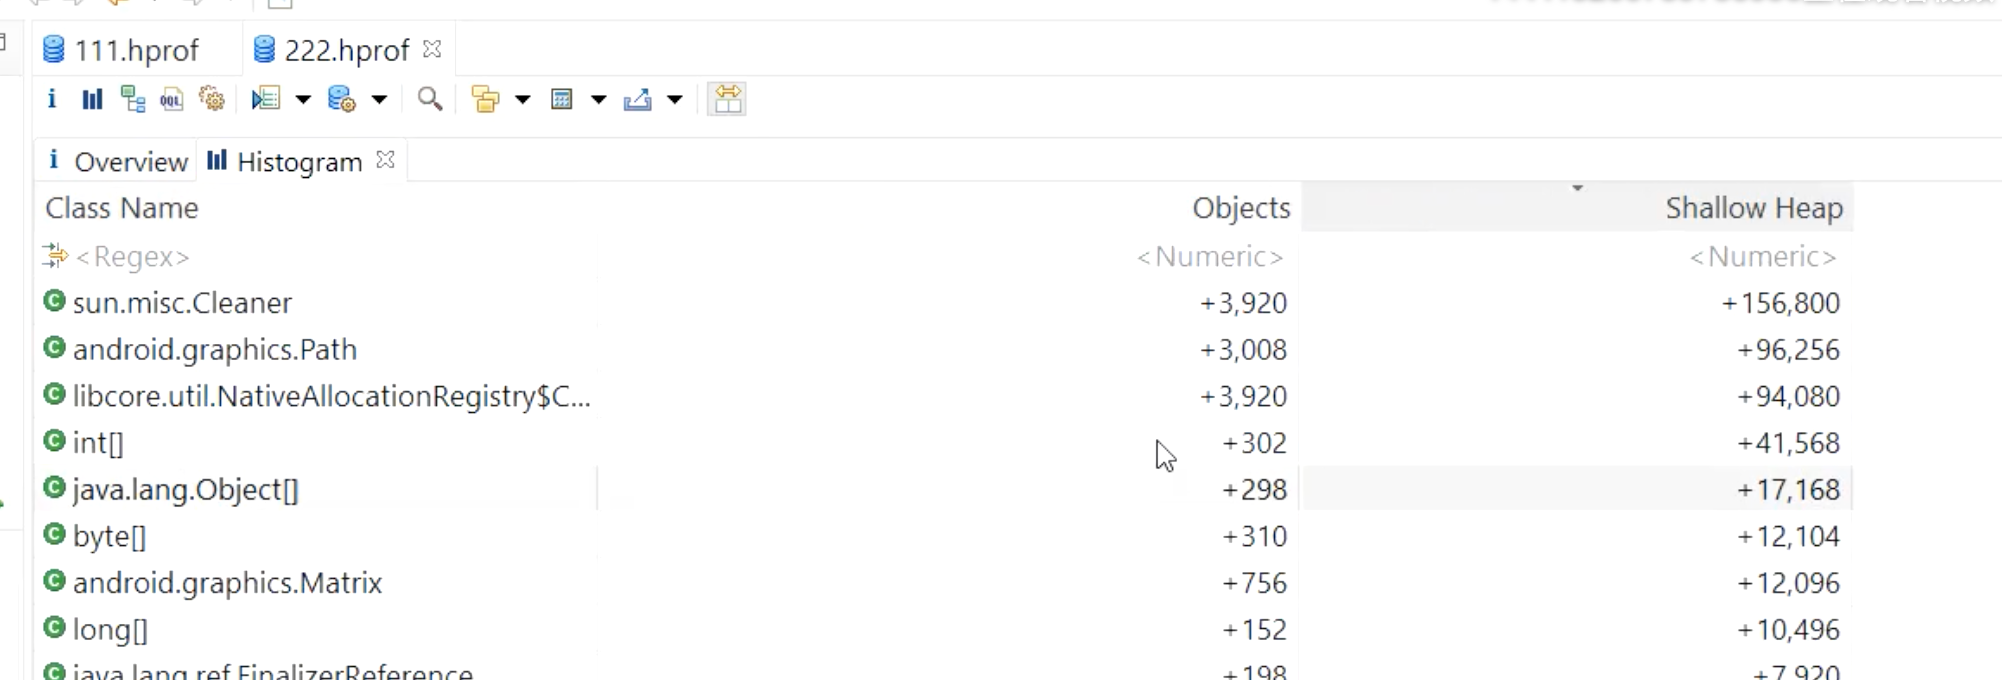 111.hprof 222.hprof
Overview Histogram
Class Name Objects Shallow Heap
<Regex> <Numeric> <Numeric>
sun.misc.Cleaner +3,920 +156,800
android.graphics.Path +3,008 +96,256
libcore.util.NativeAllocationRegistry$C... +3,920 +94,080
int[] +302 +41,568
java.lang.Object[] +298 +17,168
byte[] +310 +12,104
android.graphics.Matrix +756 +12,096
long[] +152 +10,496
java.lang.ref.FinalizerReference +198 +7,920